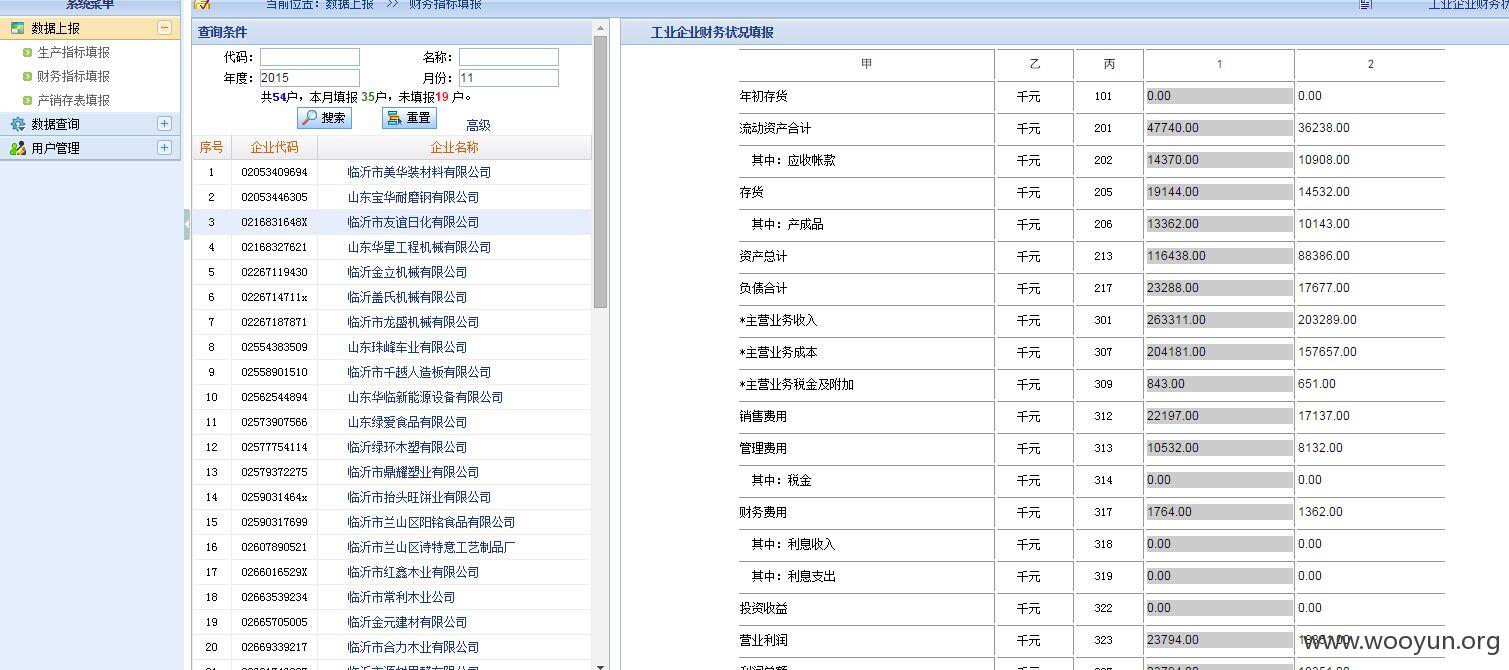 系统菜单
当前位置：数据上报 >> 财务指标填报
数据上报
生产指标填报
财务指标填报
产销存表填报
数据查询
用户管理
查询条件
代码：
名称：
年度：2015
月份：11
共54户，本月填报 35户，未填报19 户。
搜索
重置
高级
序号 企业代码 企业名称
1 02053409694 临沂市美华装材料有限公司
2 02053446305 山东宝华耐磨钢有限公司
3 0216831648X 临沂市友谊日化有限公司
4 02168327621 山东华星工程机械有限公司
5 02267119430 临沂金立机械有限公司
6 0226714711x 临沂盖氏机械有限公司
7 02267187871 临沂市龙盛机械有限公司
8 02554383509 山东珠峰车业有限公司
9 02558901510 临沂市千越人造板有限公司
10 02562544894 山东华临新能源设备有限公司
11 02573907566 山东绿爱食品有限公司
12 02577754114 临沂绿环木塑有限公司
13 02579372275 临沂市鼎耀塑业有限公司
14 0259031464x 临沂市抬头旺饼业有限公司
15 02590317699 临沂市兰山区阳铭食品有限公司
16 02607890521 临沂市兰山区诗特意工艺制品厂
17 0266016529X 临沂市红鑫木业有限公司
18 02663539234 临沂市常利木业公司
19 02665705005 临沂金元建材有限公司
20 02669339217 临沂市合力木业有限公司
工业企业财务状况填报
甲 乙 丙 1 2
年初存货 千元 101 0.00 0.00
流动资产合计 千元 201 47740.00 36238.00
其中：应收帐款 千元 202 14370.00 10908.00
存货 千元 205 19144.00 14532.00
其中：产成品 千元 206 13362.00 10143.00
资产总计 千元 213 116438.00 88386.00
负债合计 千元 217 23288.00 17677.00
*主营业务收入 千元 301 263311.00 203289.00
*主营业务成本 千元 307 204181.00 157657.00
*主营业务税金及附加 千元 309 843.00 651.00
销售费用 千元 312 22197.00 17137.00
管理费用 千元 313 10532.00 8132.00
其中：税金 千元 314 0.00 0.00
财务费用 千元 317 1764.00 1362.00
其中：利息收入 千元 318 0.00 0.00
其中：利息支出 千元 319 0.00 0.00
投资收益 千元 322 0.00 0.00
营业利润 千元 323 23794.00
www.wooyun.org